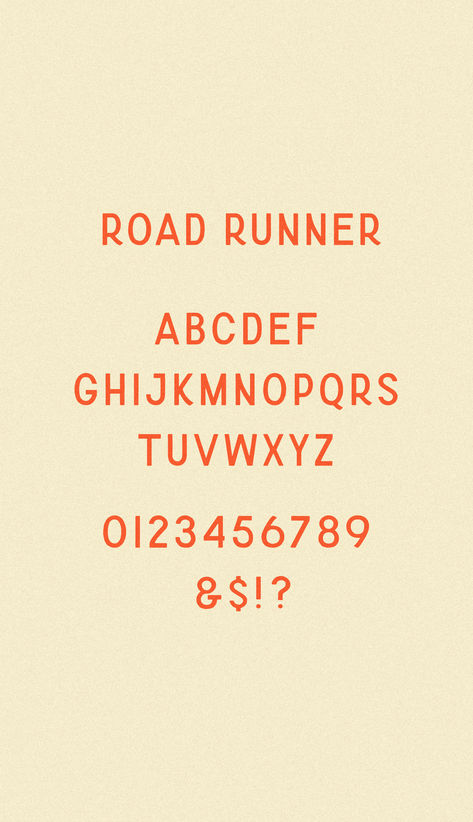 ROAD RUNNER
ABCDEF
GHIJKMNOPQRS
TUVWXYZ
0123456789
&$!?